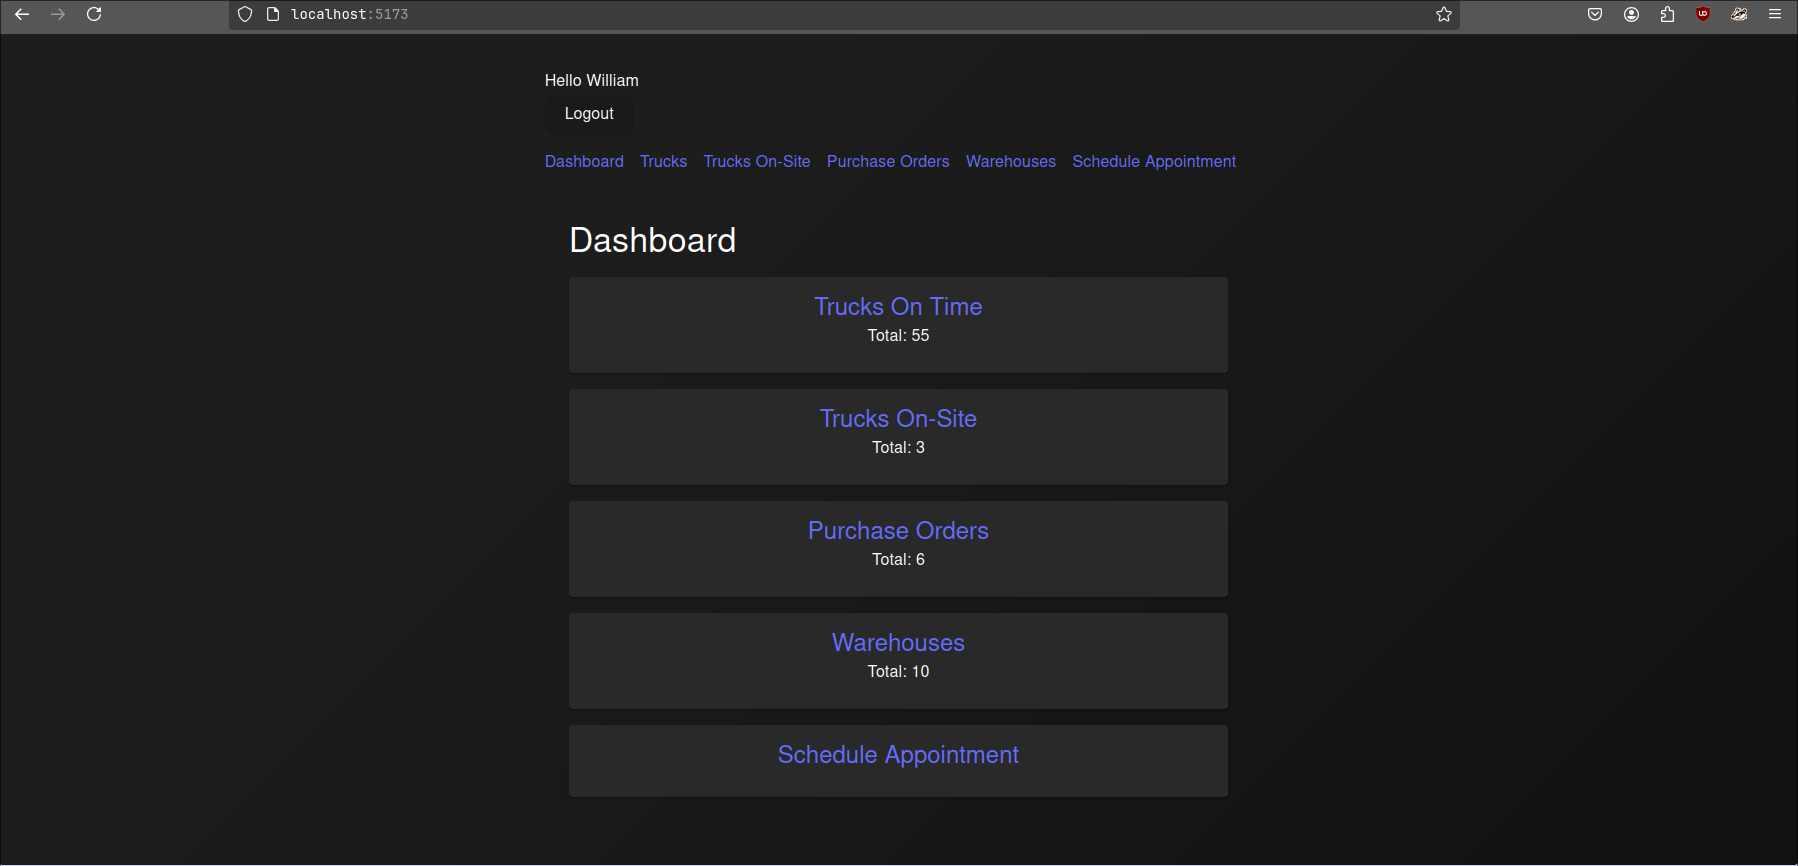 localhost:5173
Hello William
Logout
Dashboard Trucks Trucks On-Site Purchase Orders Warehouses Schedule Appointment
Dashboard
Trucks On Time
Total: 55
Trucks On-Site
Total: 3
Purchase Orders
Total: 6
Warehouses
Total: 10
Schedule Appointment